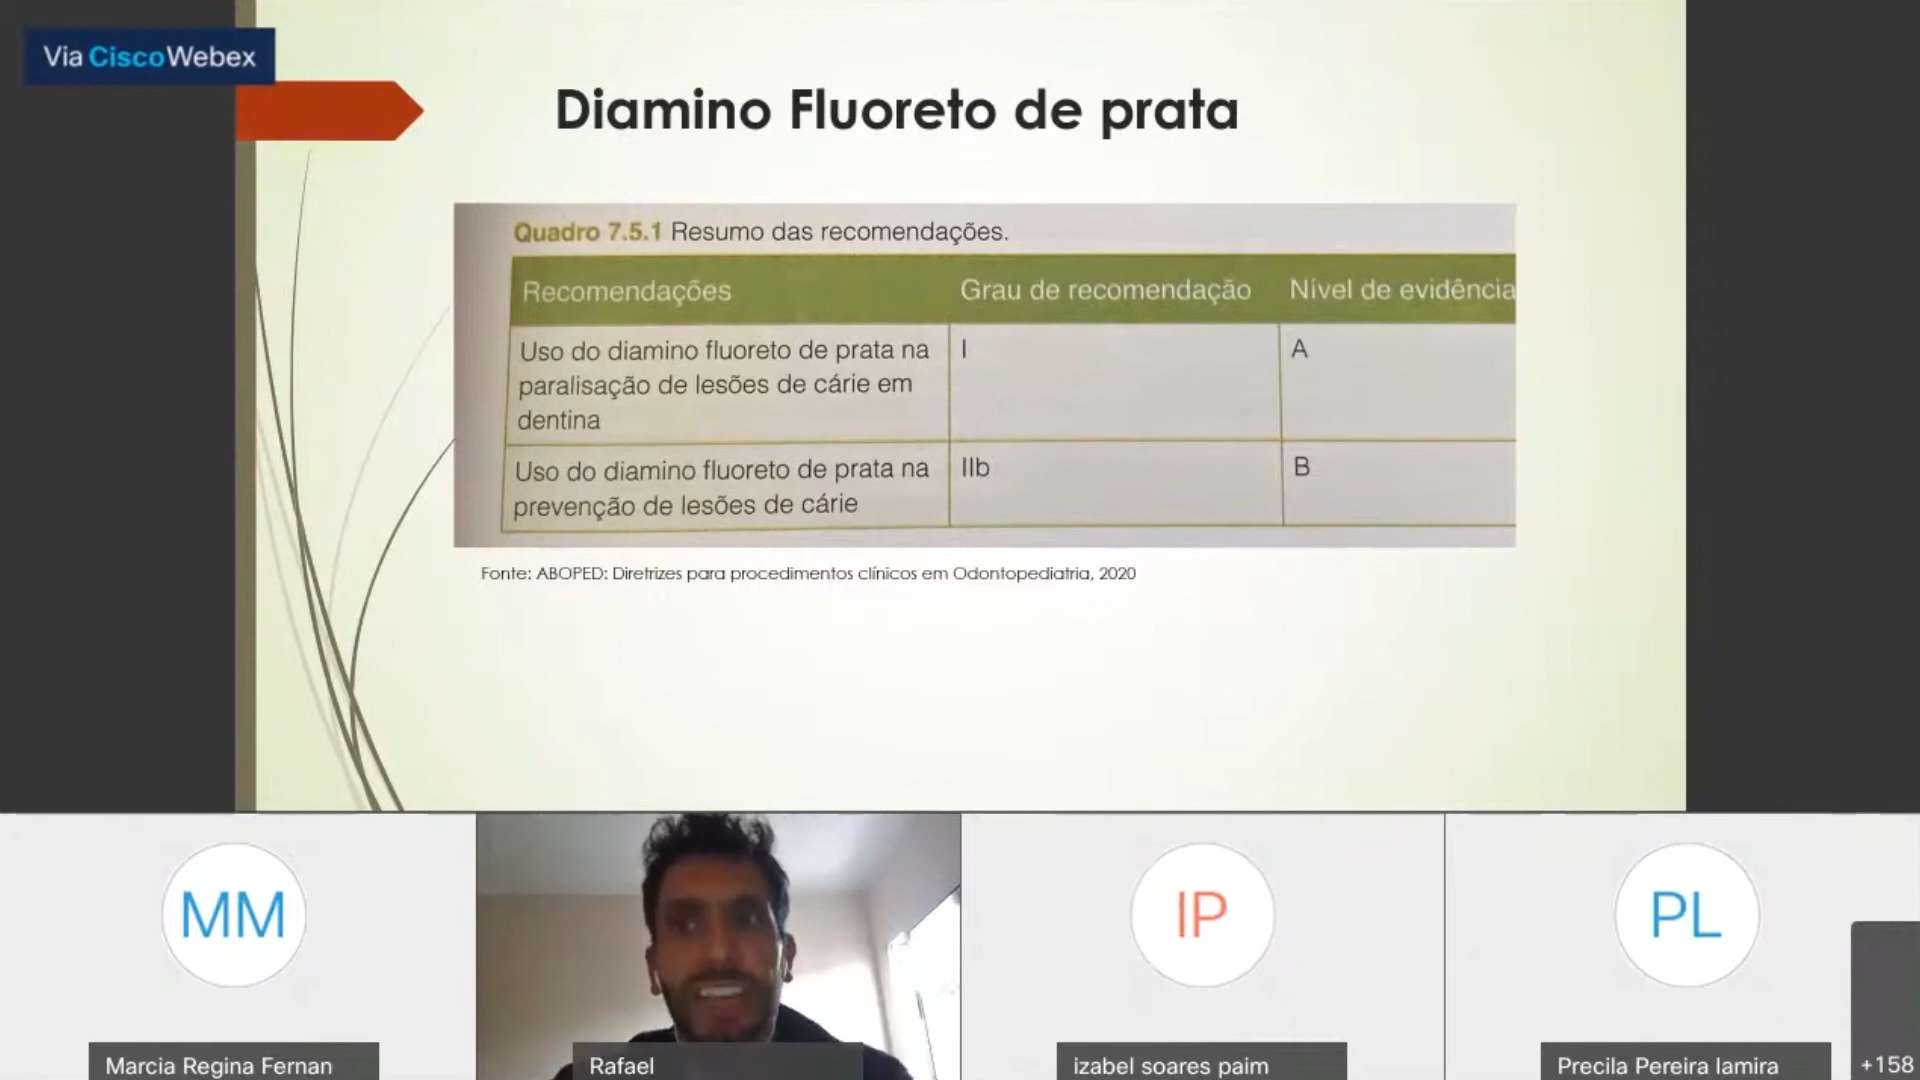 Via CiscoWebex
Diamino Fluoreto de prata
Quadro 7.5.1 Resumo das recomendações.
Recomendações Grau de recomendação Nível de evidência
Uso do diamino fluoreto de prata na I A
paralisação de lesões de cárie em
dentina
Uso do diamino fluoreto de prata na IIb B
prevenção de lesões de cárie
Fonte: ABOPED: Diretrizes para procedimentos clínicos em Odontopediatria, 2020
MM
IP
PL
Marcia Regina Fernan
Rafael
izabel soares paim
Precila Pereira lamira
+158